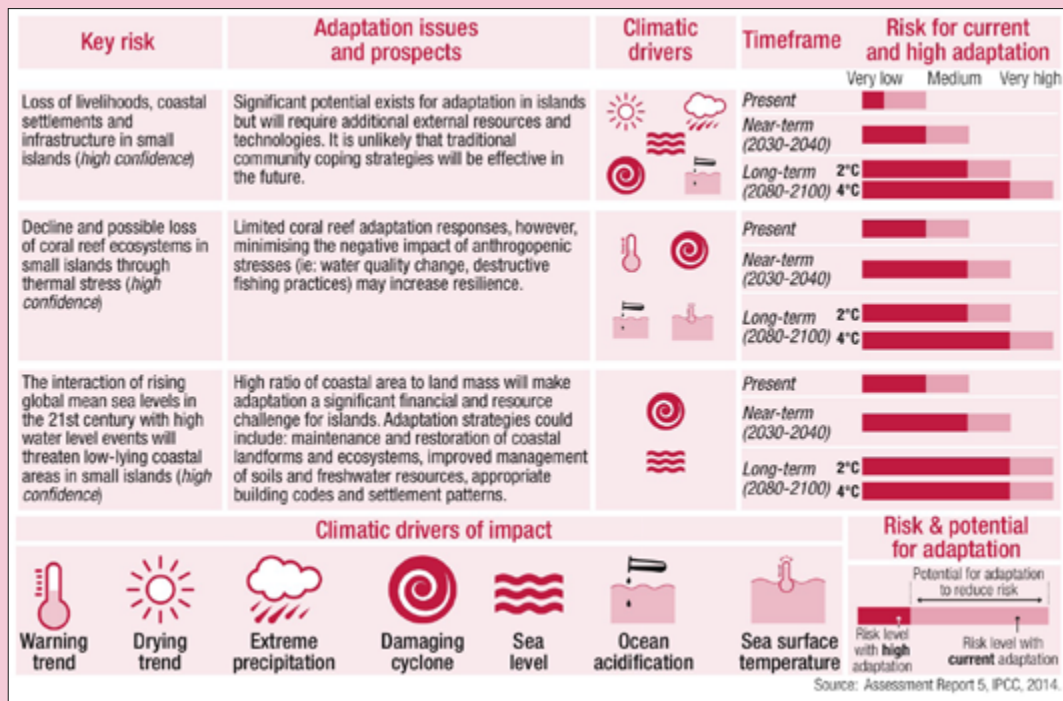 Key risk
Adaptation issues
and prospects
Climatic
drivers
Timeframe
Risk for current
and high adaptation
Very low Medium Very high
Loss of livelihoods, coastal
settlements and
infrastructure in small
islands (high confidence)
Significant potential exists for adaptation in islands
but will require additional external resources and
technologies. It is unlikely that traditional
community coping strategies will be effective in
the future.
Present
Near-term
(2030-2040)
Long-term
(2080-2100)
2°C
4°C
Decline and possible loss
of coral reef ecosystems in
small islands through
thermal stress (high
confidence)
Limited coral reef adaptation responses, however,
minimising the negative impact of anthropogenic
stresses (ie: water quality change, destructive
fishing practices) may increase resilience.
Present
Near-term
(2030-2040)
Long-term
(2080-2100)
2°C
4°C
The interaction of rising
global mean sea levels in
the 21st century with high
water level events will
threaten low-lying coastal
areas in small islands (high
confidence)
High ratio of coastal area to land mass will make
adaptation a significant financial and resource
challenge for islands. Adaptation strategies could
include: maintenance and restoration of coastal
landforms and ecosystems, improved management
of soils and freshwater resources, appropriate
building codes and settlement patterns.
Present
Near-term
(2030-2040)
Long-term
(2080-2100)
2°C
4°C
Climatic drivers of impact
Warning
trend
Drying
trend
Extreme
precipitation
Damaging
cyclone
Sea
level
Ocean
acidification
Sea surface
temperature
Risk & potential
for adaptation
Potential for adaptation
to reduce risk
Risk level
with high
adaptation
Risk level with
current adaptation
Source: Assessment Report 5, IPCC, 2014.